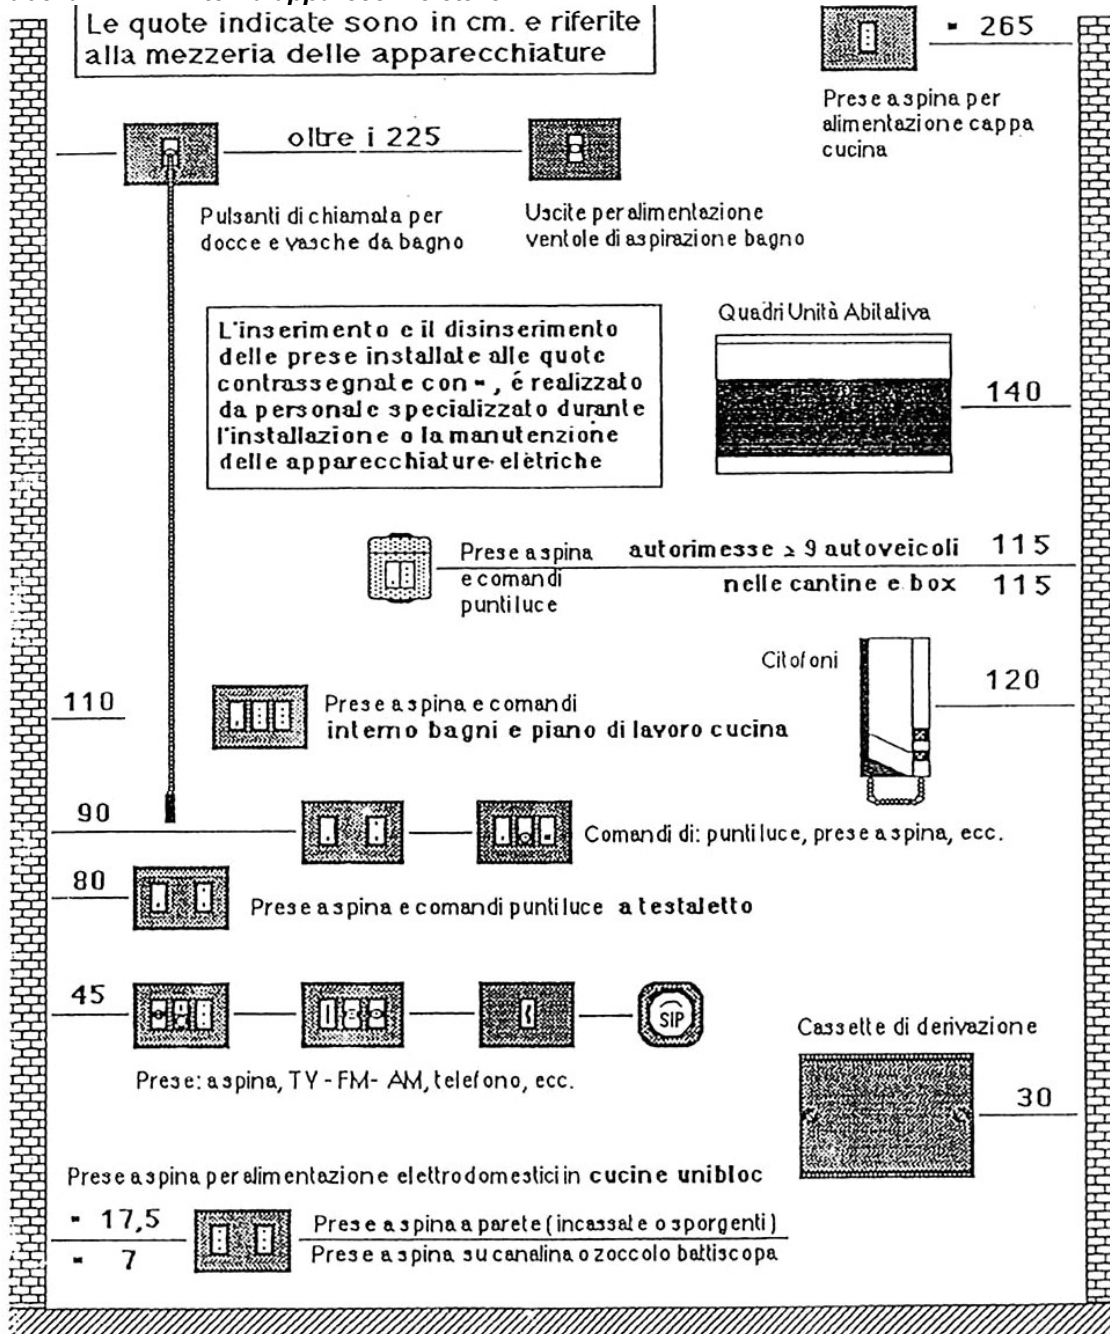 Le quote indicate sono in cm. e riferite
alla mezzeria delle apparecchiature
- 265
Prese a spina per
alimentazione cappa
cucina
oltre i 225
Pulsanti di chiamata per
docce e vasche da bagno
Uscite per alimentazione
ventole di aspirazione bagno
L'inserimento e il disinserimento
delle prese installate alle quote
contrassegnate con - , é realizzato
da personale specializzato durante
l'installazione o la manutenzione
delle apparecchiature elètriche
Quadri Unità Abitativa
140
Prese a spina
e comandi
punti luce
autorimesse ≥ 9 autoveicoli 115
nelle cantine e box 115
Citofoni
120
110
Prese a spina e comandi
interno bagni e piano di lavoro cucina
90
Comandi di: punti luce, prese a spina, ecc.
80
Prese a spina e comandi punti luce a testaletto
45
SIP
Prese: a spina, TV - FM- AM, telefono, ecc.
Cassette di derivazione
30
Prese a spina per alimentazione elettrodomestici in cucine unibloc
- 17,5
Prese a spina a parete (incassate o sporgenti)
- 7
Prese a spina su canalina o zoccolo battiscopa